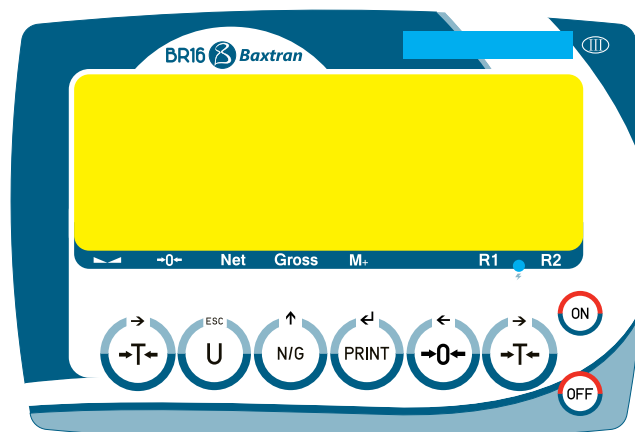 BR16 Baxtran III
→0← Net Gross M+ R1 R2
→ ESC ↑ ↵ ← →
→T← U N/G PRINT →0← →T←
ON
OFF